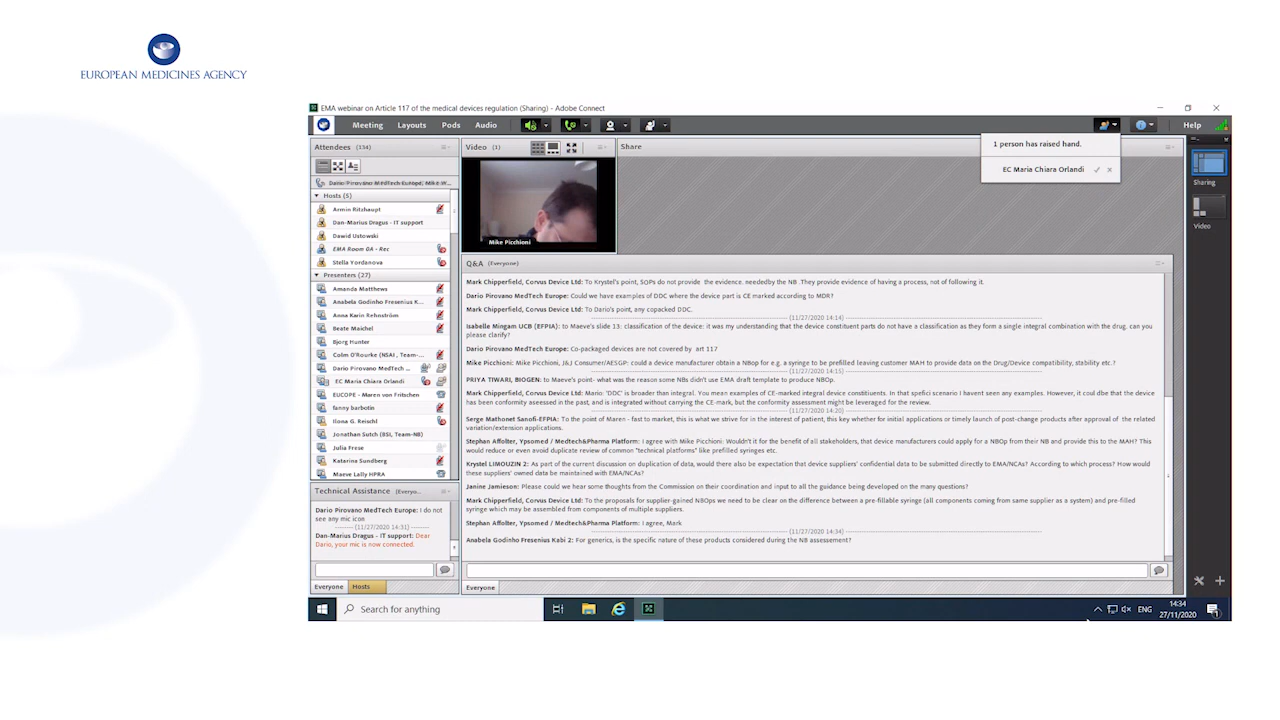 EUROPEAN MEDICINES AGENCY
EMA webinar on Article 117 of the medical devices regulation (Sharing) - Adobe Connect
Meeting Layouts Pods Audio Help
1 person has raised hand.
EC Maria Chiara Orlandi
Attendees (334)
Dario Pirovano MedTech Europe, Mike W...
Hosts (5)
Armin Ritzhaupt
Dan-Marius Dragus - IT support
Dawid Ustowski
EMA Room 0A - Rec
Stella Yordanova
Presenters (27)
Amanda Matthews
Anabela Godinho Fresenius K...
Anna Karin Rehnström
Beate Maichel
Bjorg Hunter
Colm O'Rourke (NSAI , Team-...
Dario Pirovano MedTech ...
EC Maria Chiara Orlandi
EUCOPE - Maren von Fritschen
fanny barbotin
Ilona G. Reischl
Jonathan Sutch (BSI, Team-NB)
Julia Frese
Katarina Sundberg
Maeve Lally HPRA
Technical Assistance (Everyo...
Dario Pirovano MedTech Europe: I do not
see any mic icon
(11/27/2020 14:31)
Dan-Marius Dragus - IT support: Dear
Dario, your mic is now connected.
Everyone Hosts
Video (1)
Mike Picchioni
Share
Q&A (Everyone)
Mark Chipperfield, Corvus Device Ltd: To Krystel's point, SOPs do not provide the evidence. neededby the NB .They provide evidence of having a process, not of following it.
Dario Pirovano MedTech Europe: Could we have examples of DDC where the device part is CE marked according to MDR?
Mark Chipperfield, Corvus Device Ltd: To Dario's point, any copacked DDC.
(11/27/2020 14:14)
Isabelle Mingam UCB (EFPIA): to Maeve's slide 13: classification of the device: it was my understanding that the device constituent parts do not have a classification as they form a single integral combination with the drug. can you
please clarify?
Dario Pirovano MedTech Europe: Co-packaged devices are not covered by art 117
Mike Picchioni: Mike Picchioni, J&J Consumer/AESGP: could a device manufacturer obtain a NBop for e.g. a syringe to be prefilled leaving customer MAH to provide data on the Drug/Device compatibility, stability etc.?
(11/27/2020 14:15)
PRIYA TIWARI, BIOGEN: to Maeve's point- what was the reason some NBs didn't use EMA draft template to produce NBOp.
Mark Chipperfield, Corvus Device Ltd: Mario: 'DDC' is broader than integral. You mean examples of CE-marked integral device constituents. In that spefici scenario I havent seen any examples. However, it coul dbe that the device
has been conformity asessessed in the past, and is integrated without carrying the CE-mark, but the conformity assessment might be leveraged for the review.
(11/27/2020 14:20)
Serge Mathonet Sanofi-EFPIA: To the point of Maren - fast to market, this is what we strive for in the interest of patient, this key whether for initial applications or timely launch of post-change products after approval of the related
variation/extension applications.
Stephan Affolter, Ypsomed / Medtech&Pharma Platform: I agree with Mike Picchioni: Wouldn't it for the benefit of all stakeholders, that device manufacturers could apply for a NBOp from their NB and provide this to the MAH? This
would reduce or even avoid duplicate review of common "technical platforms" like prefilled syringes etc.
Krystel LIMOUZIN 2: As part of the current discussion on duplication of data, would there also be expectation that device suppliers' confidential data to be submitted directly to EMA/NCAs? According to which process? How would
these suppliers' owned data be maintained with EMA/NCAs?
Janine Jamieson: Please could we hear some thoughts from the Commission on their coordination and input to all the guidance being developed on the many questions?
Mark Chipperfield, Corvus Device Ltd: To the proposals for supplier-gained NBOps we need to be clear on the difference between a pre-fillable syringe (all components coming from same supplier as a system) and pre-filled
syringe which may be assembled from components of multiple suppliers.
Stephan Affolter, Ypsomed / Medtech&Pharma Platform: I agree, Mark
(11/27/2020 14:34)
Anabela Godinho Fresenius Kabi 2: For generics, is the specific nature of these products considered during the NB assessement?
Everyone
Sharing
Video
Search for anything
ENG
14:34
27/11/2020
1